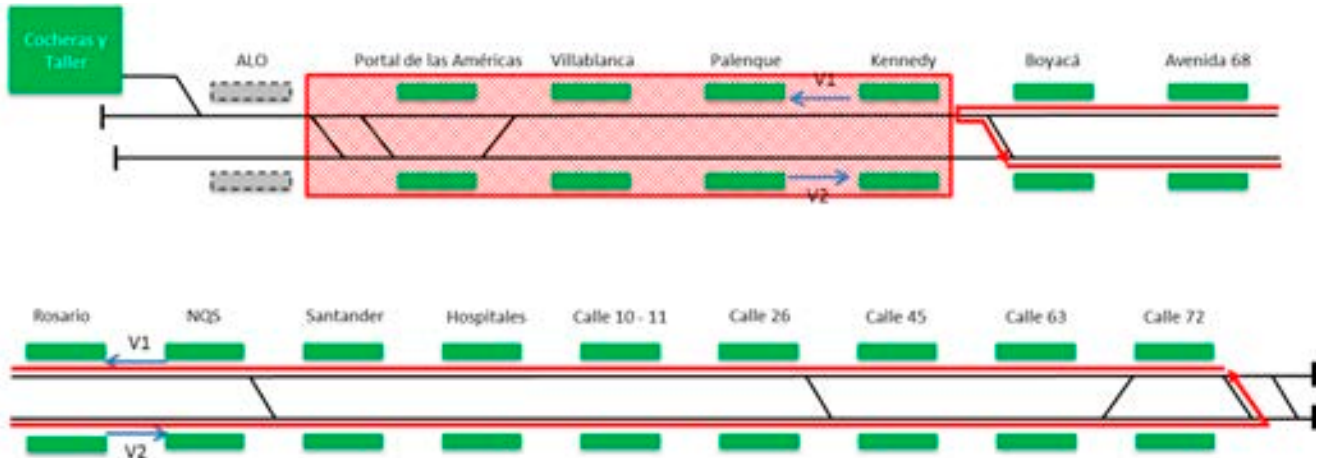 Cocheras y
Taller
ALO
Portal de las Américas
Villablanca
Palenque
Kennedy
Boyacá
Avenida 68
V1
V2
Rosario
NQS
Santander
Hospitales
Calle 10 - 11
Calle 26
Calle 45
Calle 63
Calle 72
V1
V2